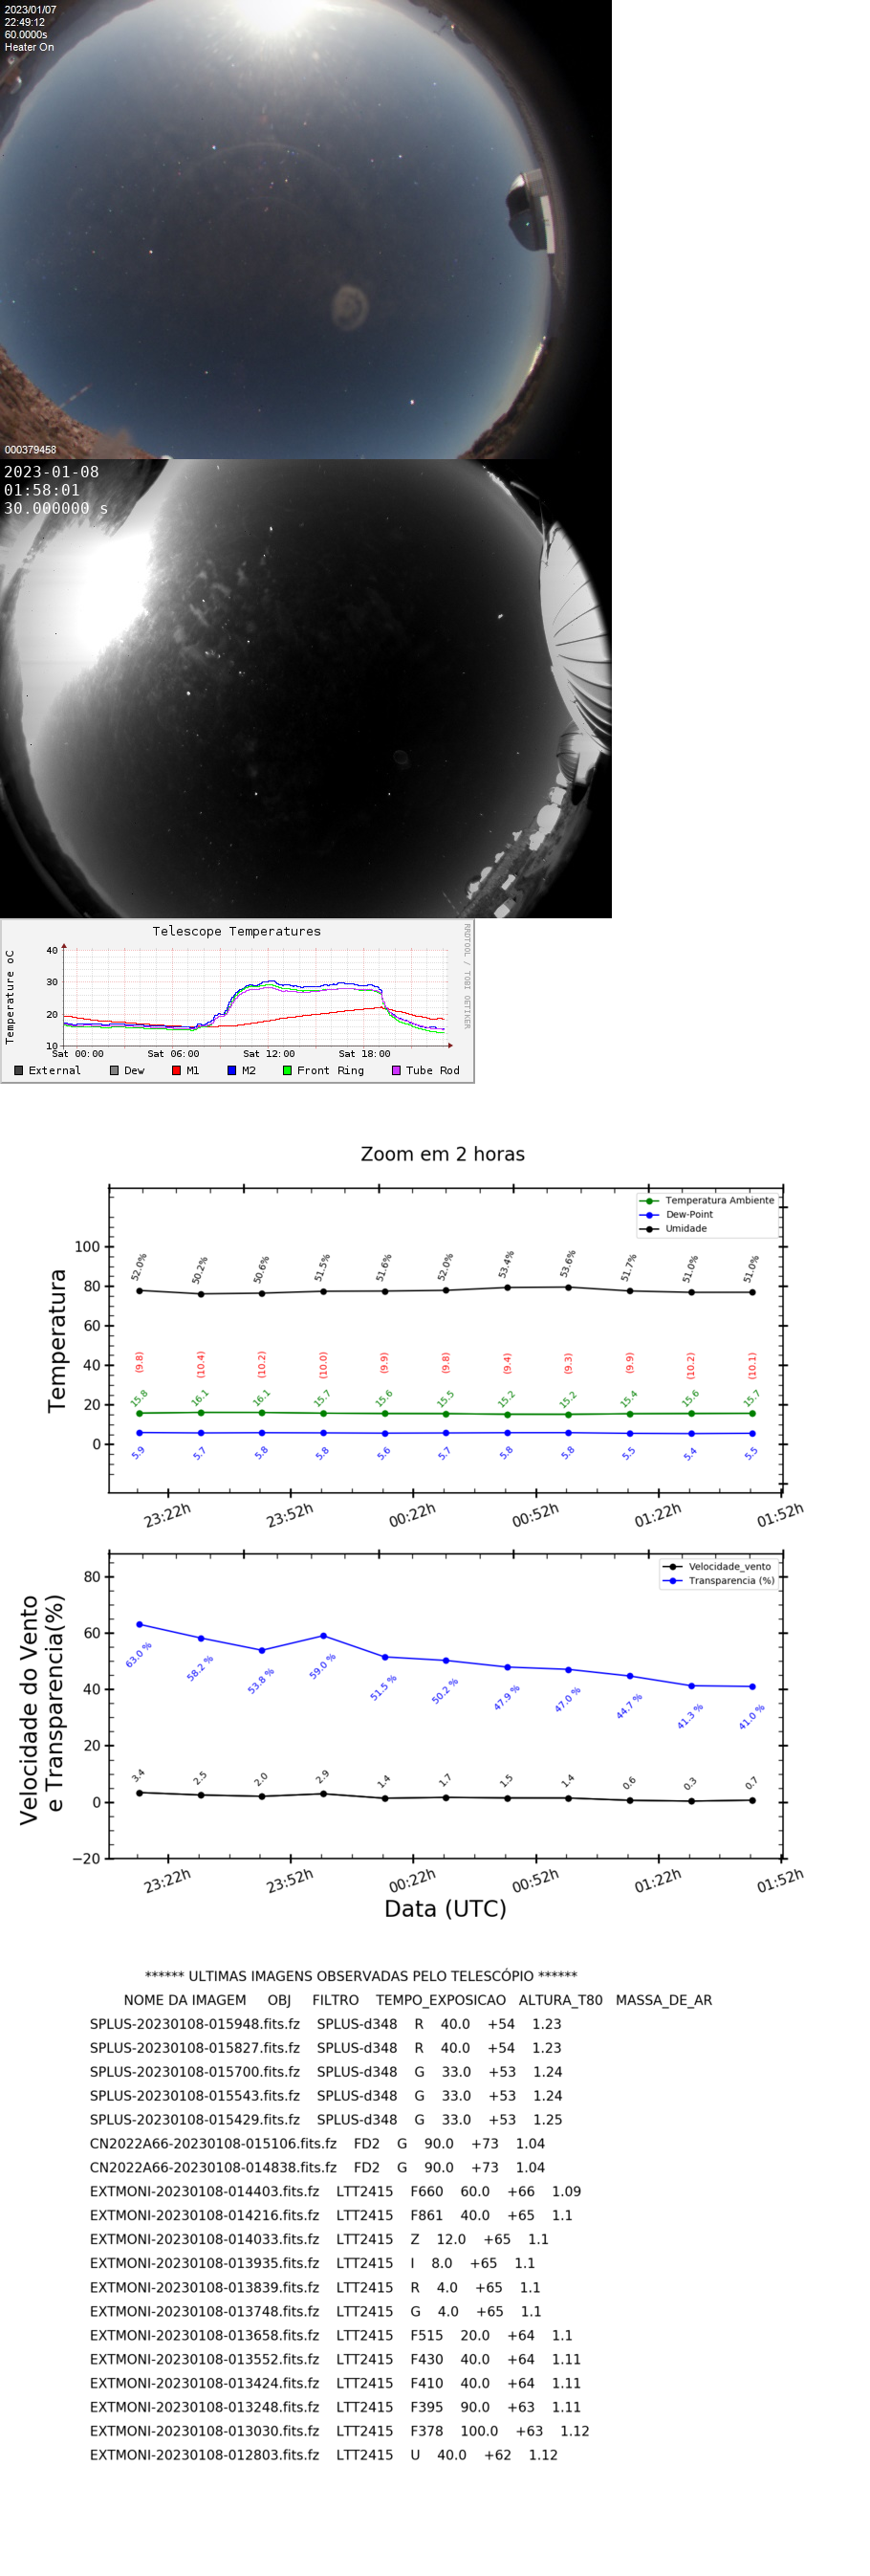 2023/01/07
22:49:12
60.0000s
Heater On
000379458
2023-01-08
01:58:01
30.000000 s
Telescope Temperatures
RRDTOOL / TOBI OETIKER
Temperature oC
40
30
20
10
Sat 00:00 Sat 06:00 Sat 12:00 Sat 18:00
External Dew M1 M2 Front Ring Tube Rod
Zoom em 2 horas
Temperatura
Temperatura Ambiente
Dew-Point
Umidade
100
80
60
40
20
0
52.0% 50.2% 50.6% 51.5% 51.6% 52.0% 53.4% 53.6% 51.7% 51.0% 51.0%
(9.8) (10.4) (10.2) (10.0) (9.9) (9.8) (9.4) (9.3) (9.9) (10.2) (10.1)
15.8 16.1 16.1 15.7 15.6 15.5 15.2 15.2 15.4 15.6 15.7
5.9 5.7 5.8 5.8 5.6 5.7 5.8 5.8 5.5 5.4 5.5
23:22h 23:52h 00:22h 00:52h 01:22h 01:52h
Velocidade do Vento
e Transparencia(%)
Velocidade_vento
Transparencia (%)
80
60
40
20
0
−20
63.0 % 58.2 % 53.8 % 59.0 % 51.5 % 50.2 % 47.9 % 47.0 % 44.7 % 41.3 % 41.0 %
3.4 2.5 2.0 2.9 1.4 1.7 1.5 1.4 0.6 0.3 0.7
23:22h 23:52h 00:22h 00:52h 01:22h 01:52h
Data (UTC)
****** ULTIMAS IMAGENS OBSERVADAS PELO TELESCÓPIO ******
NOME DA IMAGEM OBJ FILTRO TEMPO_EXPOSICAO ALTURA_T80 MASSA_DE_AR
SPLUS-20230108-015948.fits.fz SPLUS-d348 R 40.0 +54 1.23
SPLUS-20230108-015827.fits.fz SPLUS-d348 R 40.0 +54 1.23
SPLUS-20230108-015700.fits.fz SPLUS-d348 G 33.0 +53 1.24
SPLUS-20230108-015543.fits.fz SPLUS-d348 G 33.0 +53 1.24
SPLUS-20230108-015429.fits.fz SPLUS-d348 G 33.0 +53 1.25
CN2022A66-20230108-015106.fits.fz FD2 G 90.0 +73 1.04
CN2022A66-20230108-014838.fits.fz FD2 G 90.0 +73 1.04
EXTMONI-20230108-014403.fits.fz LTT2415 F660 60.0 +66 1.09
EXTMONI-20230108-014216.fits.fz LTT2415 F861 40.0 +65 1.1
EXTMONI-20230108-014033.fits.fz LTT2415 Z 12.0 +65 1.1
EXTMONI-20230108-013935.fits.fz LTT2415 I 8.0 +65 1.1
EXTMONI-20230108-013839.fits.fz LTT2415 R 4.0 +65 1.1
EXTMONI-20230108-013748.fits.fz LTT2415 G 4.0 +65 1.1
EXTMONI-20230108-013658.fits.fz LTT2415 F515 20.0 +64 1.1
EXTMONI-20230108-013552.fits.fz LTT2415 F430 40.0 +64 1.11
EXTMONI-20230108-013424.fits.fz LTT2415 F410 40.0 +64 1.11
EXTMONI-20230108-013248.fits.fz LTT2415 F395 90.0 +63 1.11
EXTMONI-20230108-013030.fits.fz LTT2415 F378 100.0 +63 1.12
EXTMONI-20230108-012803.fits.fz LTT2415 U 40.0 +62 1.12